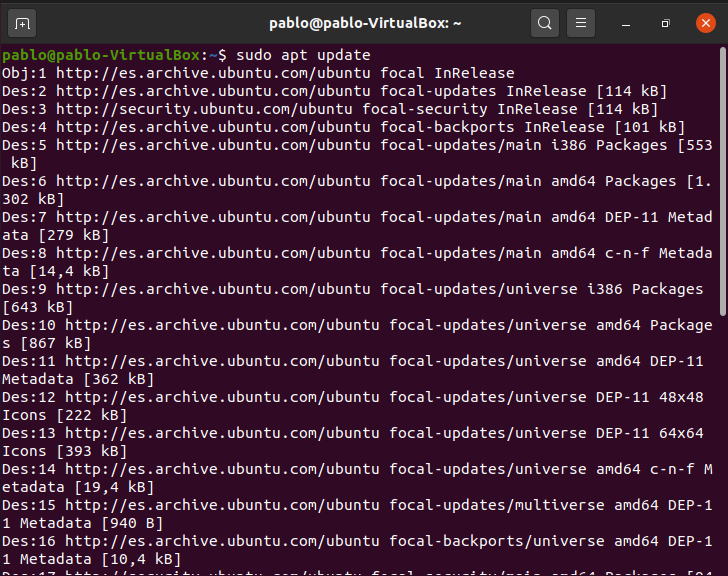 pablo@pablo-VirtualBox: ~
pablo@pablo-VirtualBox:~$ sudo apt update
Obj:1 http://es.archive.ubuntu.com/ubuntu focal InRelease
Des:2 http://es.archive.ubuntu.com/ubuntu focal-updates InRelease [114 kB]
Des:3 http://security.ubuntu.com/ubuntu focal-security InRelease [114 kB]
Des:4 http://es.archive.ubuntu.com/ubuntu focal-backports InRelease [101 kB]
Des:5 http://es.archive.ubuntu.com/ubuntu focal-updates/main i386 Packages [553
 kB]
Des:6 http://es.archive.ubuntu.com/ubuntu focal-updates/main amd64 Packages [1.
302 kB]
Des:7 http://es.archive.ubuntu.com/ubuntu focal-updates/main amd64 DEP-11 Metad
ata [279 kB]
Des:8 http://es.archive.ubuntu.com/ubuntu focal-updates/main amd64 c-n-f Metada
ta [14,4 kB]
Des:9 http://es.archive.ubuntu.com/ubuntu focal-updates/universe i386 Packages
[643 kB]
Des:10 http://es.archive.ubuntu.com/ubuntu focal-updates/universe amd64 Package
s [867 kB]
Des:11 http://es.archive.ubuntu.com/ubuntu focal-updates/universe amd64 DEP-11
Metadata [362 kB]
Des:12 http://es.archive.ubuntu.com/ubuntu focal-updates/universe DEP-11 48x48
Icons [222 kB]
Des:13 http://es.archive.ubuntu.com/ubuntu focal-updates/universe DEP-11 64x64
Icons [393 kB]
Des:14 http://es.archive.ubuntu.com/ubuntu focal-updates/universe amd64 c-n-f M
etadata [19,4 kB]
Des:15 http://es.archive.ubuntu.com/ubuntu focal-updates/multiverse amd64 DEP-1
1 Metadata [940 B]
Des:16 http://es.archive.ubuntu.com/ubuntu focal-backports/universe amd64 DEP-1
1 Metadata [10,4 kB]